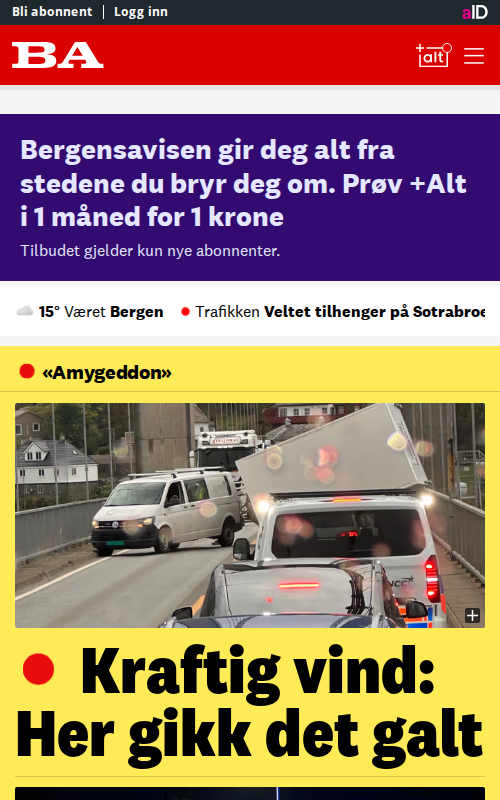 Bli abonnent | Logg inn
aID
BA
+alt
Bergensavisen gir deg alt fra
stedene du bryr deg om. Prøv +Alt
i 1 måned for 1 krone
Tilbudet gjelder kun nye abonnenter.
15° Været Bergen
Trafikken Veltet tilhenger på Sotrabroe
«Amygeddon»
Kraftig vind:
Her gikk det galt